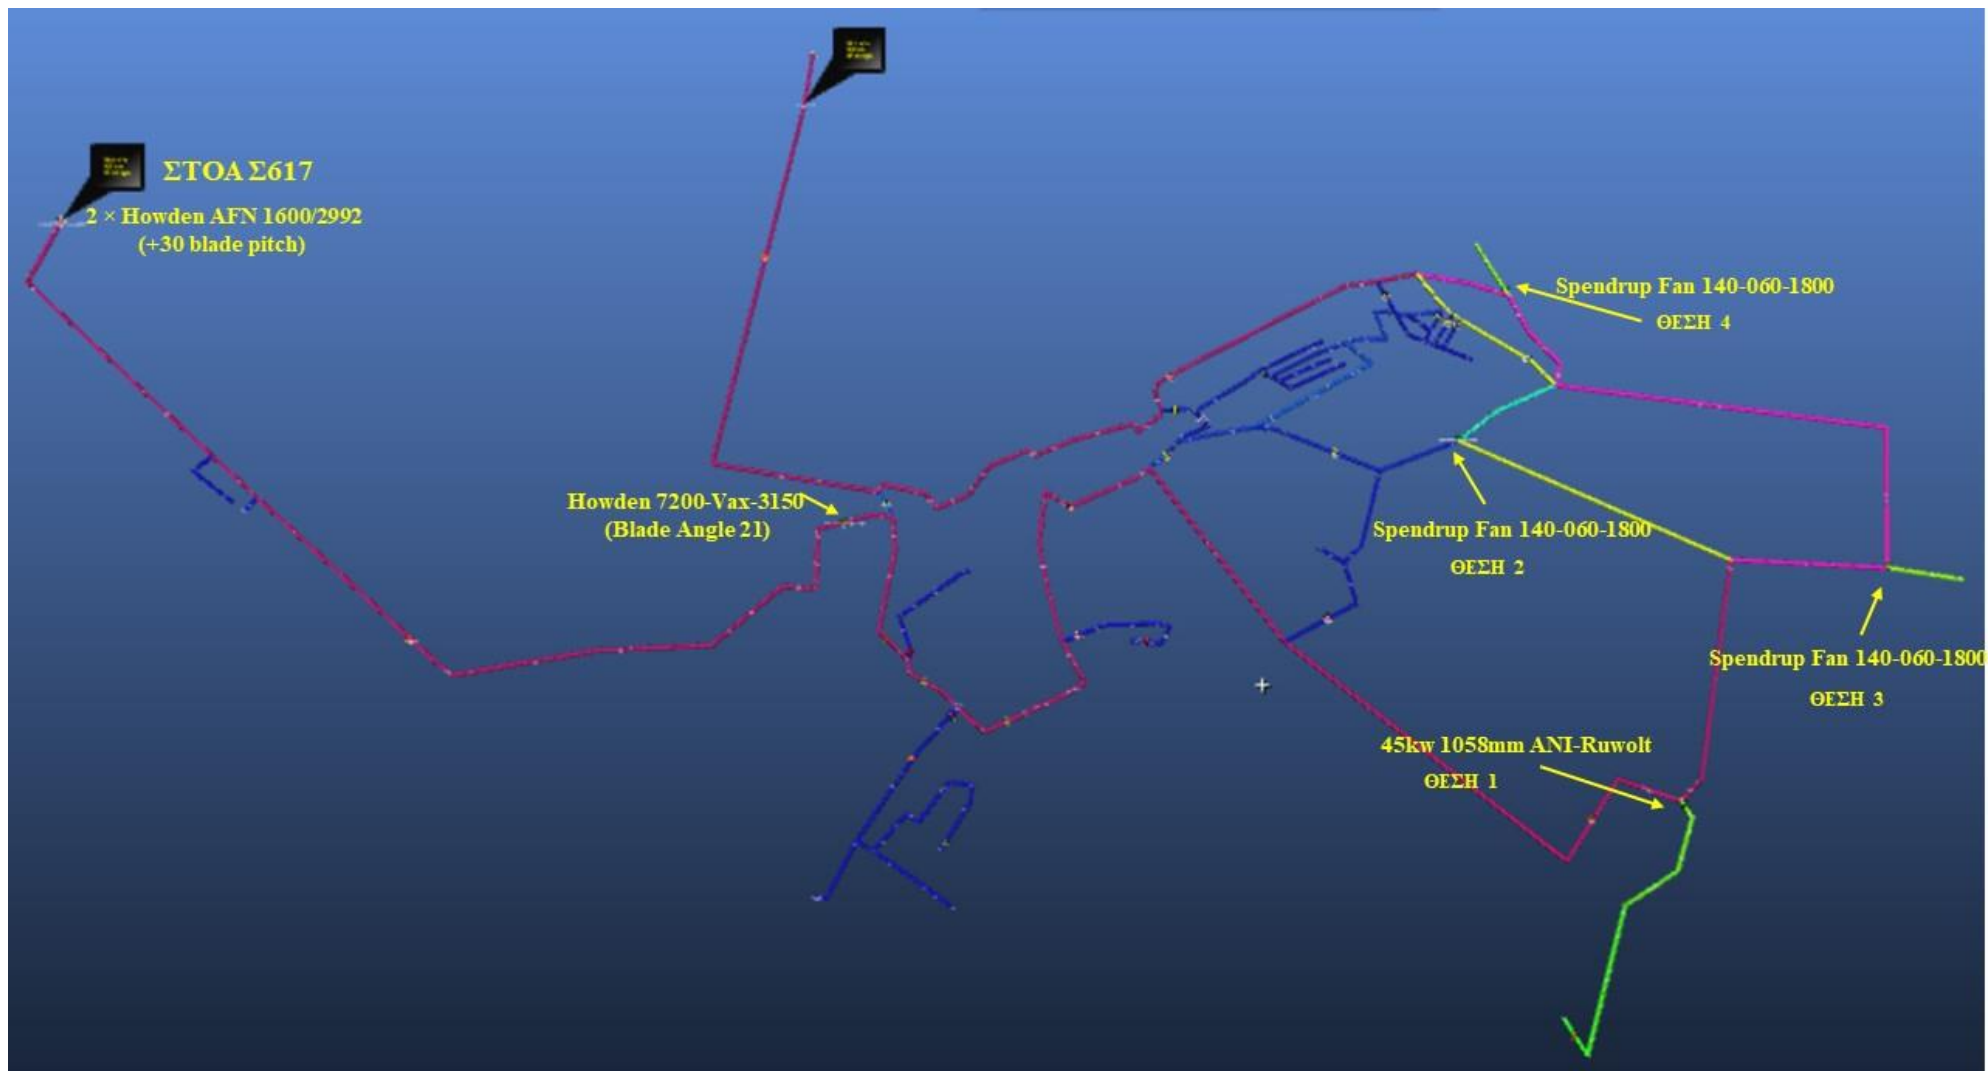 ΣΤΟΑ Σ617
2 × Howden AFN 1600/2992
(+30 blade pitch)
Spendrup Fan 140-060-1800
ΘΕΣΗ 4
Howden 7200-Vax-3150
(Blade Angle 21)
Spendrup Fan 140-060-1800
ΘΕΣΗ 2
Spendrup Fan 140-060-1800
ΘΕΣΗ 3
45kw 1058mm ANI-Ruwolt
ΘΕΣΗ 1